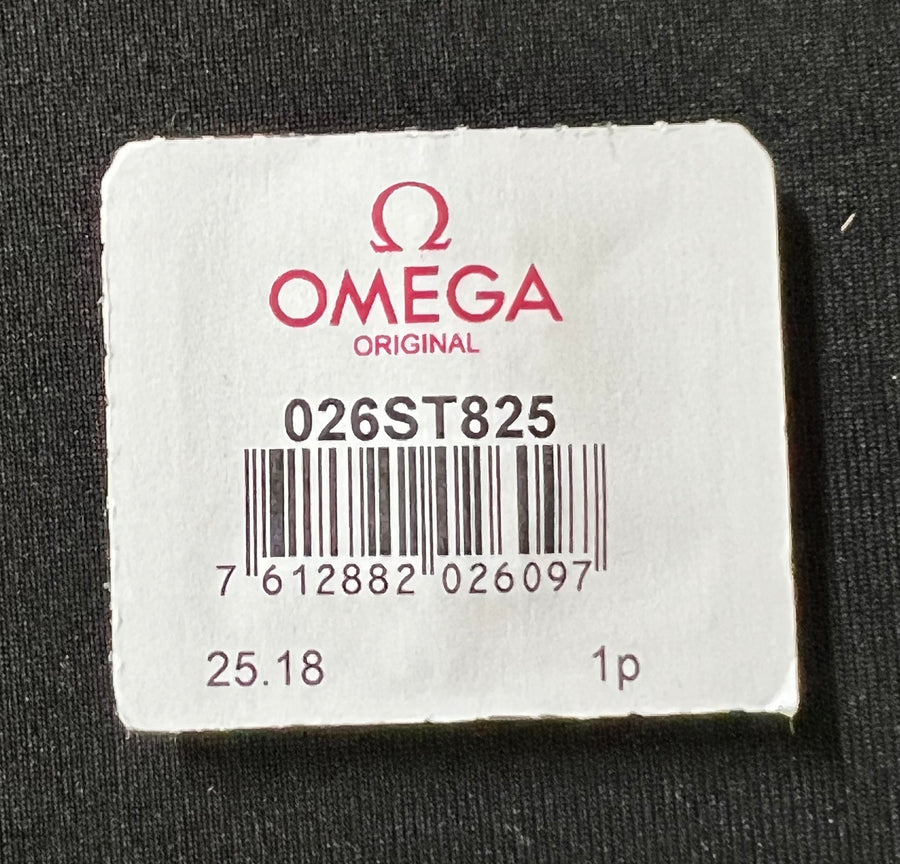 Ω
OMEGA
ORIGINAL
026ST825
7 612882 026097
25.18 1p